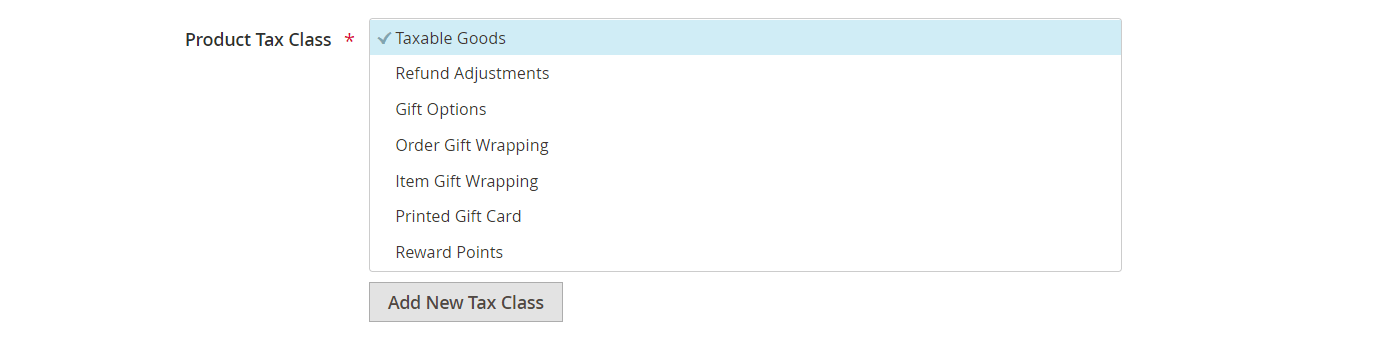 Product Tax Class *
Taxable Goods
Refund Adjustments
Gift Options
Order Gift Wrapping
Item Gift Wrapping
Printed Gift Card
Reward Points
Add New Tax Class